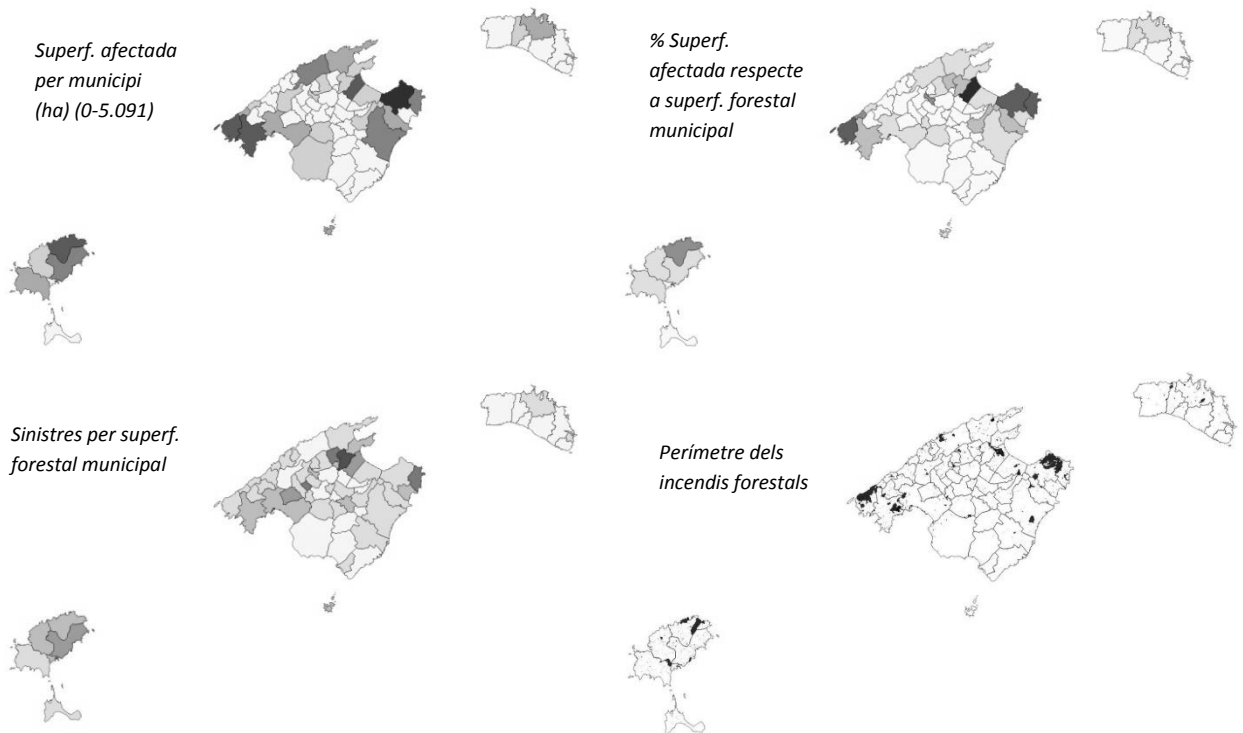 Superf. afectada
per municipi
(ha) (0-5.091)
% Superf.
afectada respecte
a superf. forestal
municipal
Sinistres per superf.
forestal municipal
Perímetre dels
incendis forestals